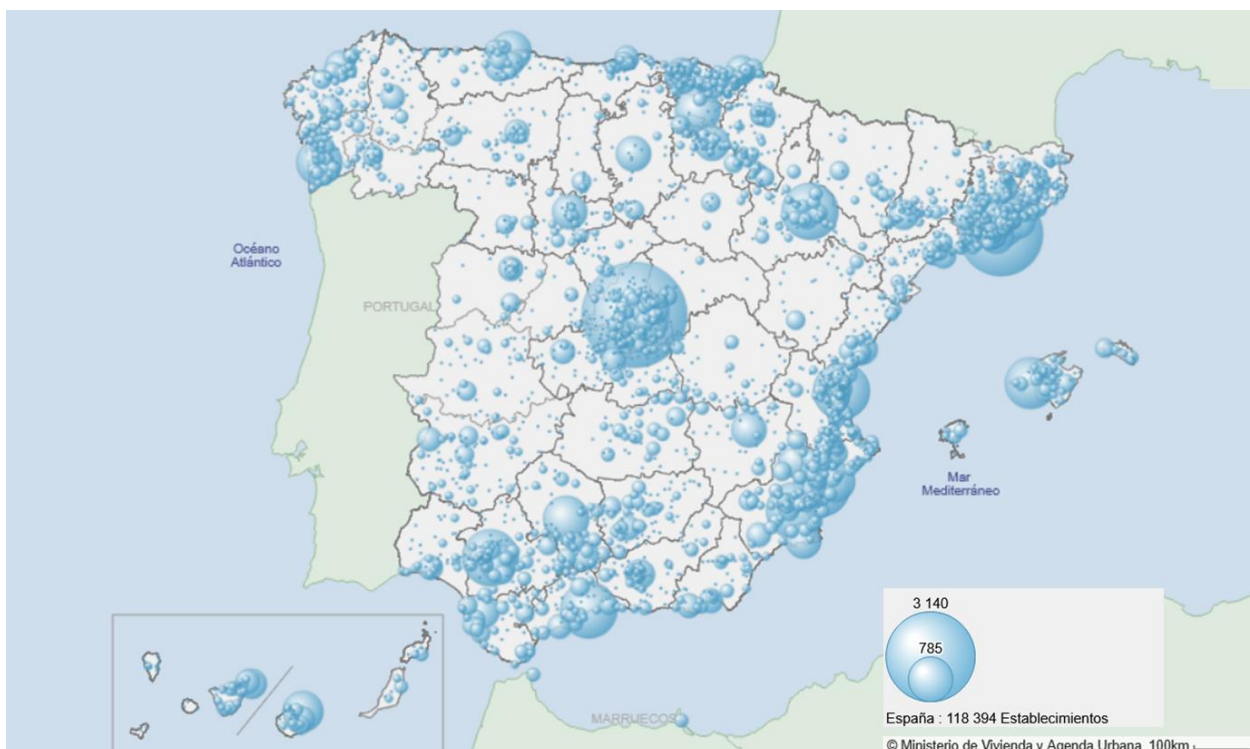 Océano
Atlántico
PORTUGAL
Mar
Mediterráneo
MARRUECOS
3 140
785
España : 118 394 Establecimientos
© Ministerio de Vivienda y Agenda Urbana 100km